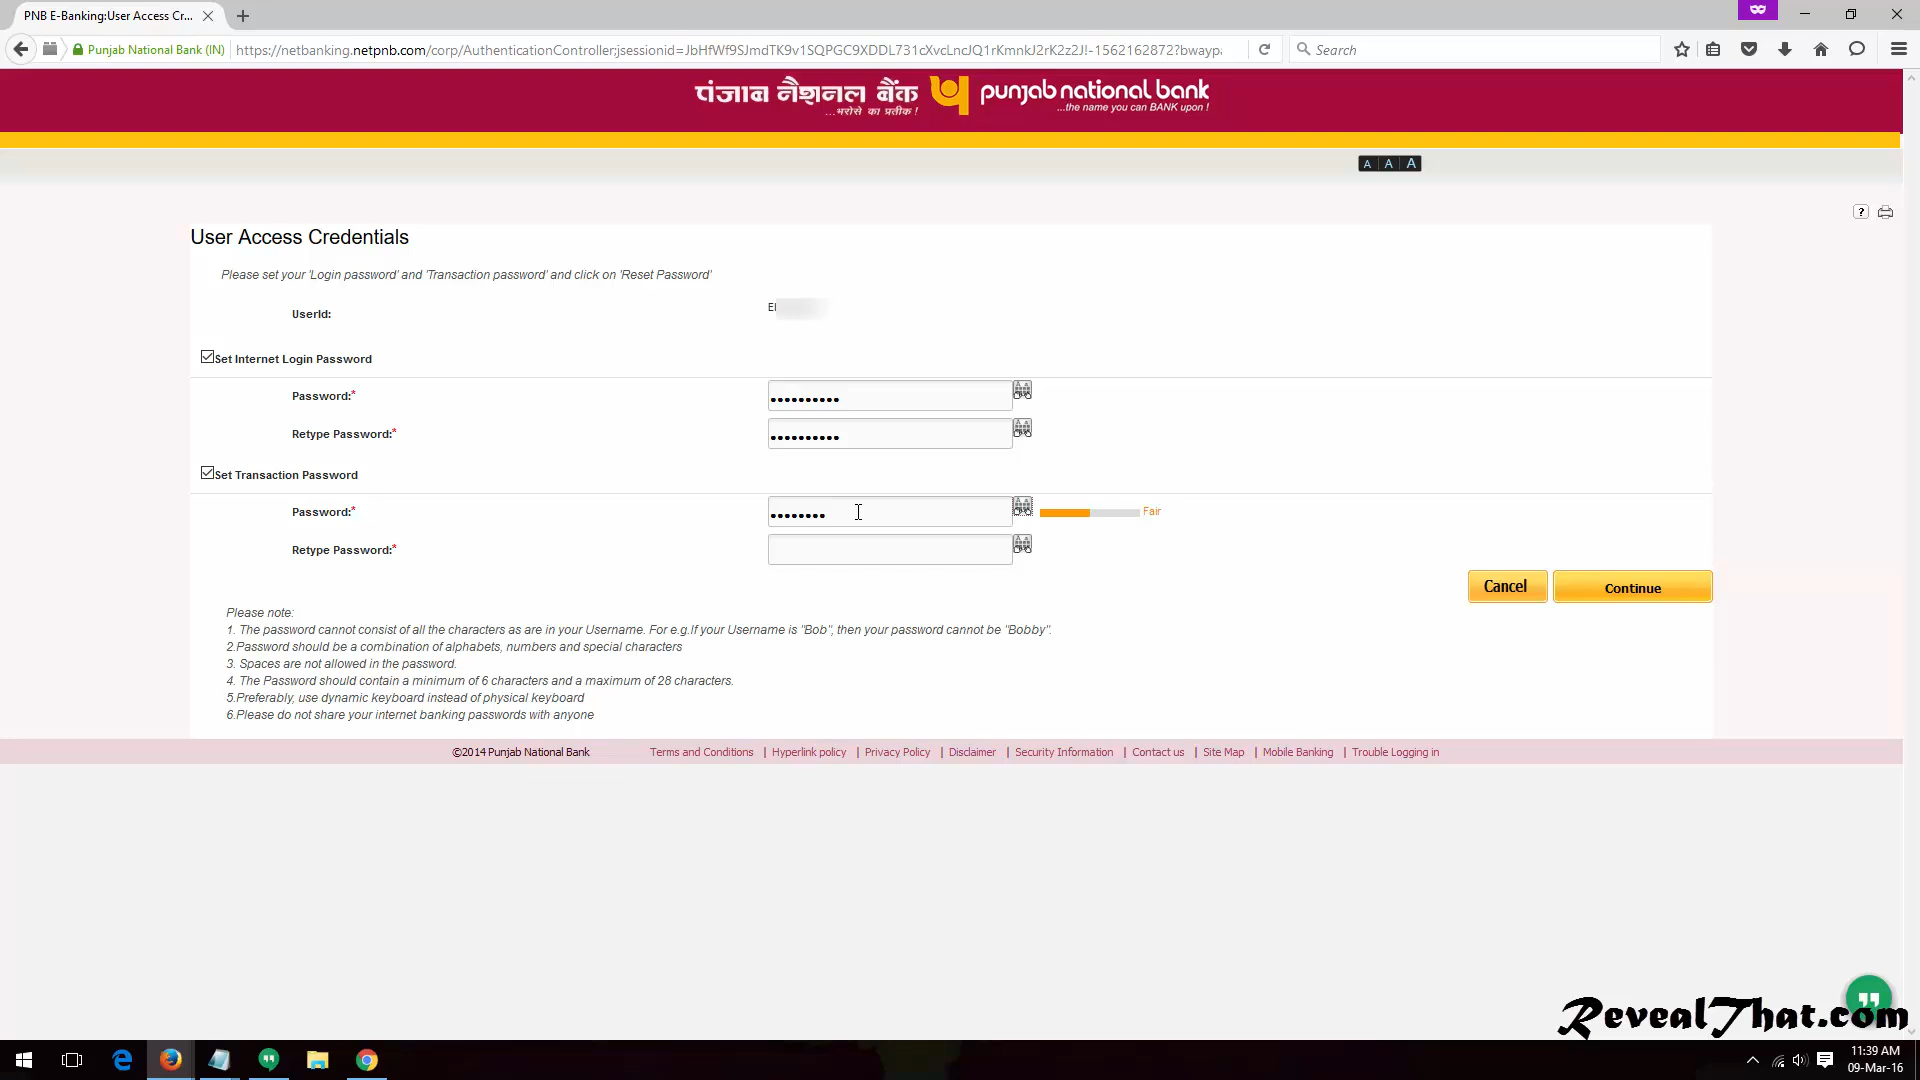 PNB E-Banking:User Access Cr...
Punjab National Bank (IN)
https://netbanking.netpnb.com/corp/AuthenticationController;jsessionid=JbHfWf9SJmdTK9v1SQPGC9XDDL731cXvcLncJQ1rKmnkJ2rK2z2J!-1562162872?bwaypa
Search
पंजाब नैशनल बैंक
...भरोसे का प्रतीक !
punjab national bank
...the name you can BANK upon !
A A A
?
User Access Credentials
Please set your 'Login password' and 'Transaction password' and click on 'Reset Password'
UserId:
Set Internet Login Password
Password:*
Retype Password:*
Set Transaction Password
Password:*
Fair
Retype Password:*
Cancel
Continue
Please note:
1. The password cannot consist of all the characters as are in your Username. For e.g.If your Username is "Bob", then your password cannot be "Bobby".
2.Password should be a combination of alphabets, numbers and special characters
3. Spaces are not allowed in the password.
4. The Password should contain a minimum of 6 characters and a maximum of 28 characters.
5.Preferably, use dynamic keyboard instead of physical keyboard
6.Please do not share your internet banking passwords with anyone
©2014 Punjab National Bank Terms and Conditions | Hyperlink policy | Privacy Policy | Disclaimer | Security Information | Contact us | Site Map | Mobile Banking | Trouble Logging in
RevealThat.com
11:39 AM
09-Mar-16